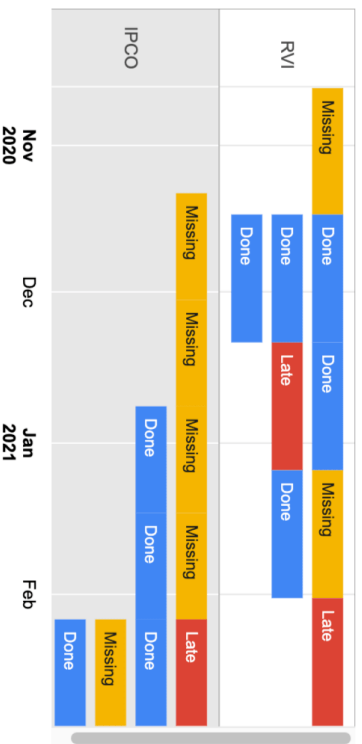 Missing Done Done Missing Late
RVI Done Late Done
Done
Missing Missing Missing Missing Late
IPCO Done Done Done
Missing
Done
Nov Dec Jan Feb
2020 2021